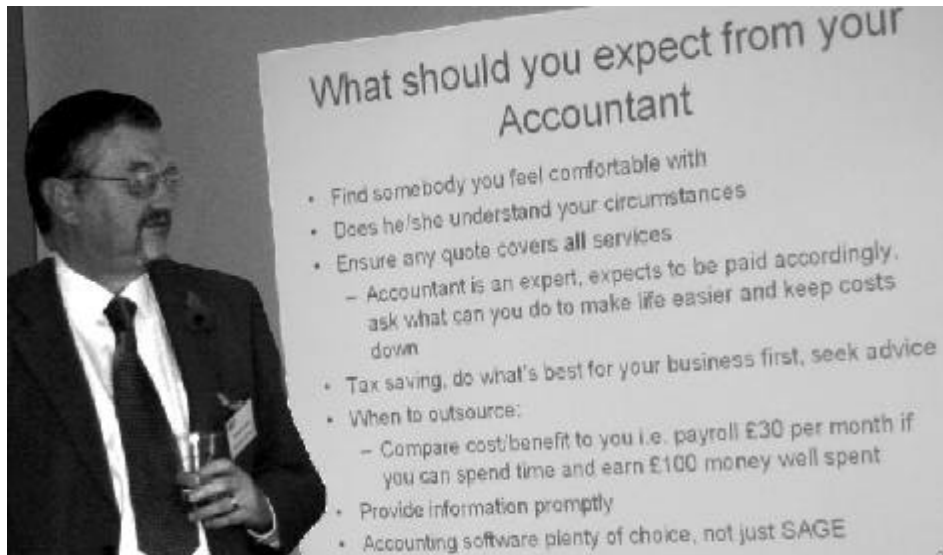 What should you expect from your
Accountant
• Find somebody you feel comfortable with
• Does he/she understand your circumstances
• Ensure any quote covers all services
– Accountant is an expert, expects to be paid accordingly,
ask what can you do to make life easier and keep costs
down
• Tax saving, do what's best for your business first, seek advice
• When to outsource:
– Compare cost/benefit to you i.e. payroll £30 per month if
you can spend time and earn £100 money well spent
• Provide information promptly
• Accounting software plenty of choice, not just SAGE